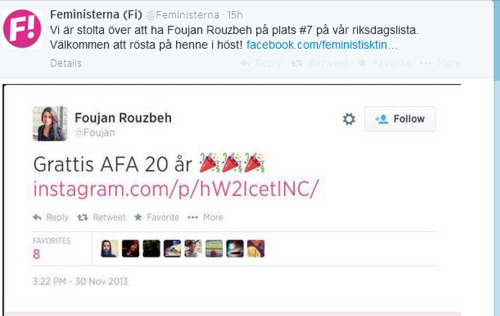 F!
Feministerna (Fi) @Feministerna · 15h
Vi är stolta över att ha Foujan Rouzbeh på plats #7 på vår riksdagslista.
Välkommen att rösta på henne i höst! facebook.com/feministisktin...
Details Reply Retweet Favorite More
Foujan Rouzbeh
@Foujan
Follow
Grattis AFA 20 år 🎉🎉🎉
instagram.com/p/hW2IcetINC/
Reply Retweet Favorite More
FAVORITES
8
3:22 PM - 30 Nov 2013